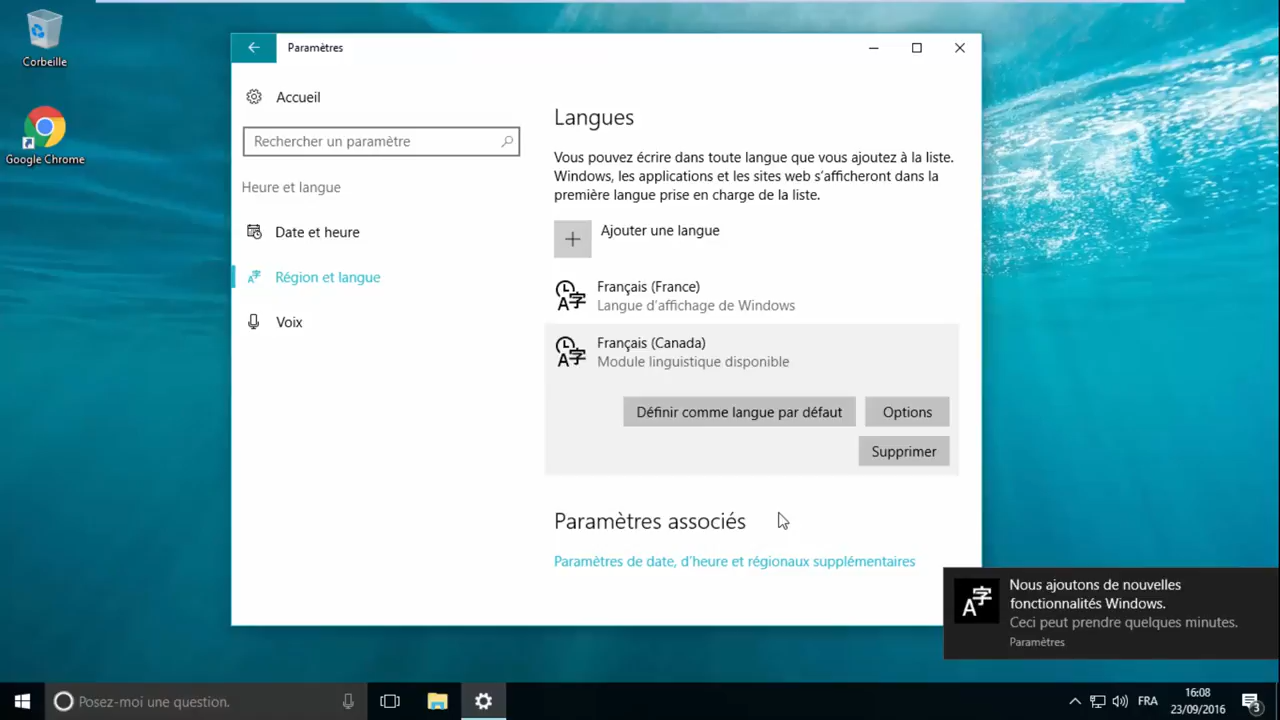 Corbeille
Google Chrome
Paramètres
Accueil
Rechercher un paramètre
Heure et langue
Date et heure
Région et langue
Voix
Langues
Vous pouvez écrire dans toute langue que vous ajoutez à la liste.
Windows, les applications et les sites web s'afficheront dans la
première langue prise en charge de la liste.
Ajouter une langue
Français (France)
Langue d'affichage de Windows
Français (Canada)
Module linguistique disponible
Définir comme langue par défaut
Options
Supprimer
Paramètres associés
Paramètres de date, d'heure et régionaux supplémentaires
Nous ajoutons de nouvelles
fonctionnalités Windows.
Ceci peut prendre quelques minutes.
Paramètres
Posez-moi une question.
FRA
16:08
23/09/2016
3